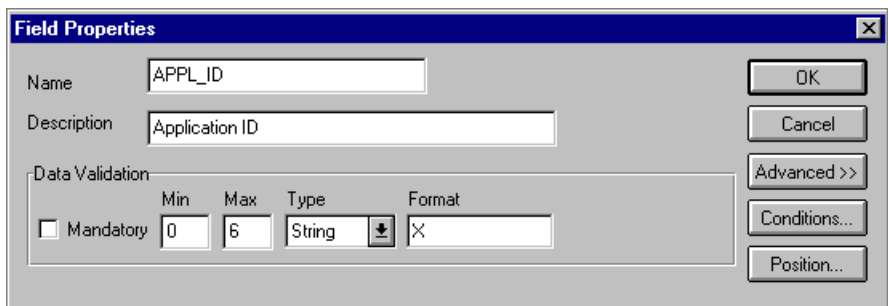 Field Properties
Name APPL_ID OK
Description Application ID Cancel
Data Validation Advanced >>
Min Max Type Format
Mandatory 0 6 String X Conditions...
Position...